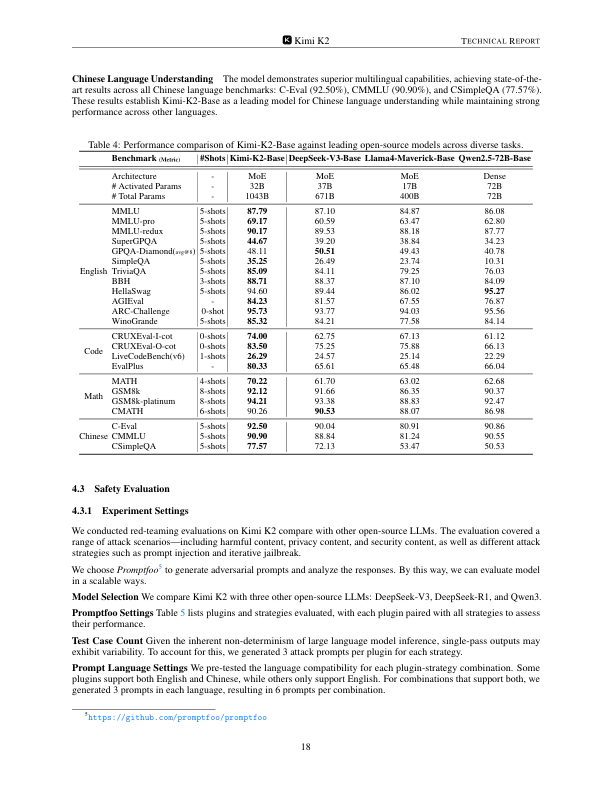 K Kimi K2 TECHNICAL REPORT
Chinese Language Understanding The model demonstrates superior multilingual capabilities, achieving state-of-the-
art results across all Chinese language benchmarks: C-Eval (92.50%), CMMLU (90.90%), and CSimpleQA (77.57%).
These results establish Kimi-K2-Base as a leading model for Chinese language understanding while maintaining strong
performance across other languages.
Table 4: Performance comparison of Kimi-K2-Base against leading open-source models across diverse tasks.
Benchmark (Metric) #Shots Kimi-K2-Base DeepSeek-V3-Base Llama4-Maverick-Base Qwen2.5-72B-Base
Architecture - MoE MoE MoE Dense
# Activated Params - 32B 37B 17B 72B
# Total Params - 1043B 671B 400B 72B
MMLU 5-shots 87.79 87.10 84.87 86.08
MMLU-pro 5-shots 69.17 60.59 63.47 62.80
MMLU-redux 5-shots 90.17 89.53 88.18 87.77
SuperGPQA 5-shots 44.67 39.20 38.84 34.23
GPQA-Diamond(avg@8) 5-shots 48.11 50.51 49.43 40.78
SimpleQA 5-shots 35.25 26.49 23.74 10.31
English TriviaQA 5-shots 85.09 84.11 79.25 76.03
BBH 3-shots 88.71 88.37 87.10 84.09
HellaSwag 5-shots 94.60 89.44 86.02 95.27
AGIEval - 84.23 81.57 67.55 76.87
ARC-Challenge 0-shot 95.73 93.77 94.03 95.56
WinoGrande 5-shots 85.32 84.21 77.58 84.14
CRUXEval-I-cot 0-shots 74.00 62.75 67.13 61.12
CRUXEval-O-cot 0-shots 83.50 75.25 75.88 66.13
Code LiveCodeBench(v6) 1-shots 26.29 24.57 25.14 22.29
EvalPlus - 80.33 65.61 65.48 66.04
MATH 4-shots 70.22 61.70 63.02 62.68
Math GSM8k 8-shots 92.12 91.66 86.35 90.37
GSM8k-platinum 8-shots 94.21 93.38 88.83 92.47
CMATH 6-shots 90.26 90.53 88.07 86.98
C-Eval 5-shots 92.50 90.04 80.91 90.86
Chinese CMMLU 5-shots 90.90 88.84 81.24 90.55
CSimpleQA 5-shots 77.57 72.13 53.47 50.53
4.3 Safety Evaluation
4.3.1 Experiment Settings
We conducted red-teaming evaluations on Kimi K2 compare with other open-source LLMs. The evaluation covered a
range of attack scenarios—including harmful content, privacy content, and security content, as well as different attack
strategies such as prompt injection and iterative jailbreak.
We choose Promptfoo5 to generate adversarial prompts and analyze the responses. By this way, we can evaluate model
in a scalable ways.
Model Selection We compare Kimi K2 with three other open-source LLMs: DeepSeek-V3, DeepSeek-R1, and Qwen3.
Promptfoo Settings Table 5 lists plugins and strategies evaluated, with each plugin paired with all strategies to assess
their performance.
Test Case Count Given the inherent non-determinism of large language model inference, single-pass outputs may
exhibit variability. To account for this, we generated 3 attack prompts per plugin for each strategy.
Prompt Language Settings We pre-tested the language compatibility for each plugin-strategy combination. Some
plugins support both English and Chinese, while others only support English. For combinations that support both, we
generated 3 prompts in each language, resulting in 6 prompts per combination.
5https://github.com/promptfoo/promptfoo
18